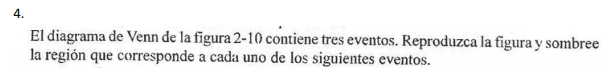 4.
El diagrama de Venn de la figura 2-10 contiene tres eventos. Reproduzca la figura y sombree
la región que corresponde a cada uno de los siguientes eventos.